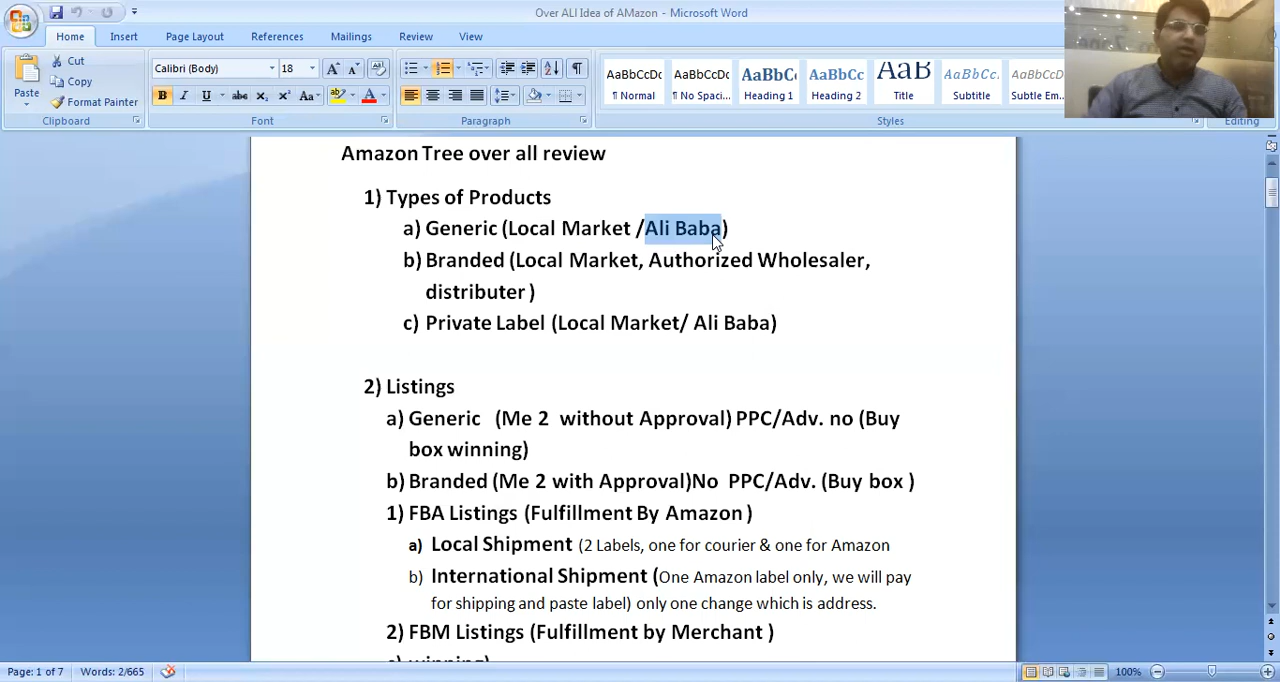 Over ALI Idea of AMazon - Microsoft Word
Home Insert Page Layout References Mailings Review View
Paste
Cut
Copy
Format Painter
Calibri (Body) 18
AaBbCcDc AaBbCcDc AaBbC AaBbCc AaB AaBbCc. AaBbCcDc
¶ Normal ¶ No Spaci... Heading 1 Heading 2 Title Subtitle Subtle Em...
Clipboard Font Paragraph Styles Editing
Amazon Tree over all review
1) Types of Products
a) Generic (Local Market /Ali Baba)
b) Branded (Local Market, Authorized Wholesaler,
distributer )
c) Private Label (Local Market/ Ali Baba)
2) Listings
a) Generic (Me 2 without Approval) PPC/Adv. no (Buy
box winning)
b) Branded (Me 2 with Approval)No PPC/Adv. (Buy box )
1) FBA Listings (Fulfillment By Amazon )
a) Local Shipment (2 Labels, one for courier & one for Amazon
b) International Shipment (One Amazon label only, we will pay
for shipping and paste label) only one change which is address.
2) FBM Listings (Fulfillment by Merchant )
winning)
Page: 1 of 7 Words: 2/665 100%